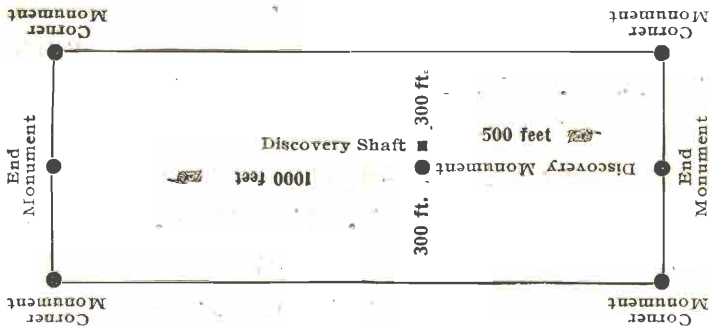 Corner
Monument
Corner
Monument
300 ft.
500 feet
Discovery Shaft
End
Monument
Discovery Monument
End
Monument
1000 feet
300 ft.
Corner
Monument
Corner
Monument